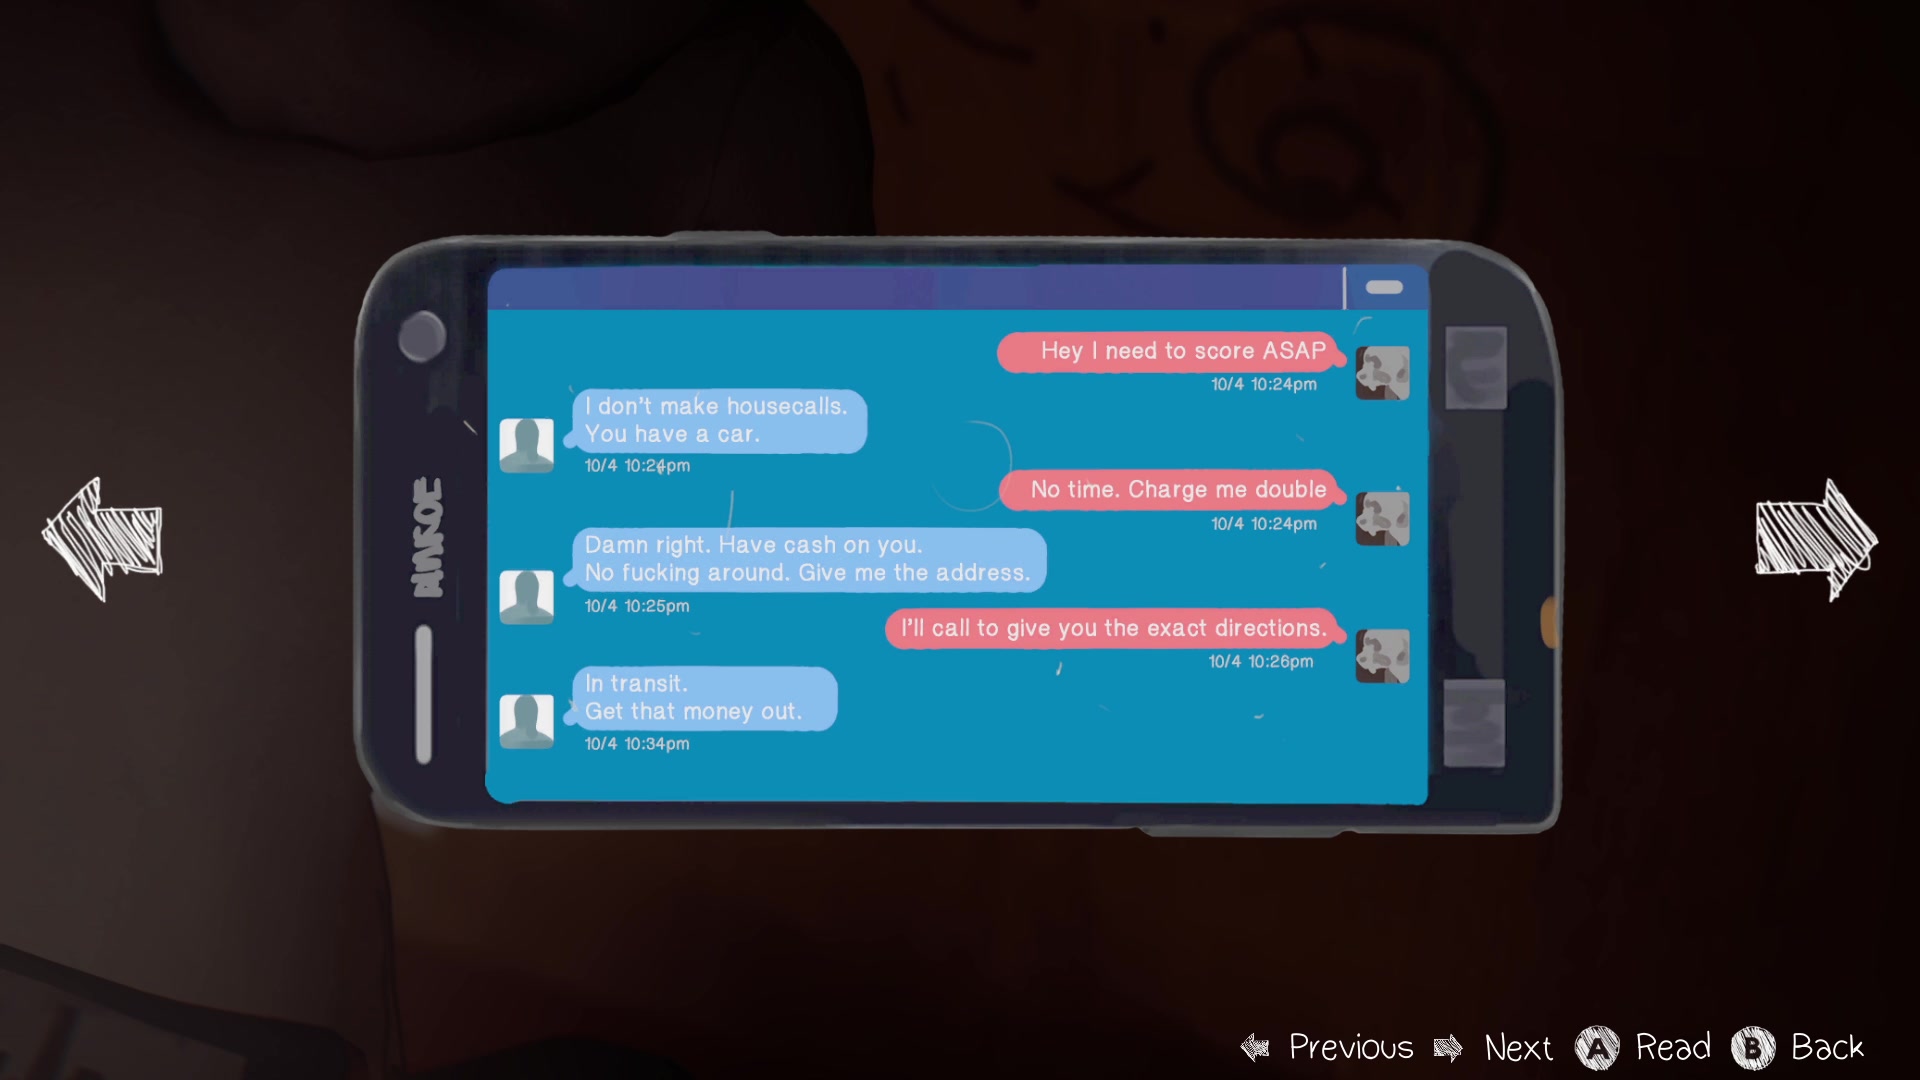 Hey I need to score ASAP
10/4 10:24pm
I don't make housecalls.
You have a car.
10/4 10:24pm
No time. Charge me double
10/4 10:24pm
Damn right. Have cash on you.
No fucking around. Give me the address.
10/4 10:25pm
I'll call to give you the exact directions.
10/4 10:26pm
In transit.
Get that money out.
10/4 10:34pm
Previous Next A Read B Back